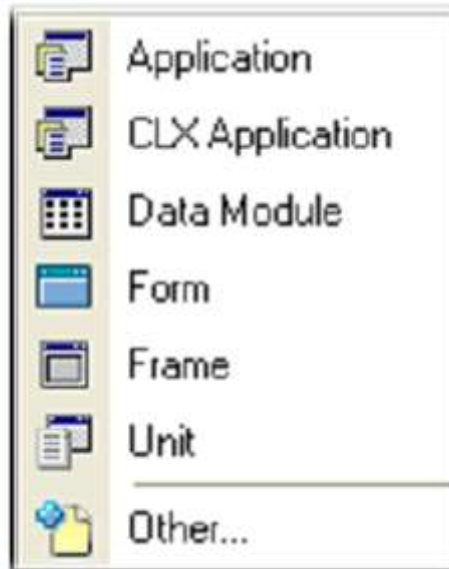 Application
CLX Application
Data Module
Form
Frame
Unit
Other...